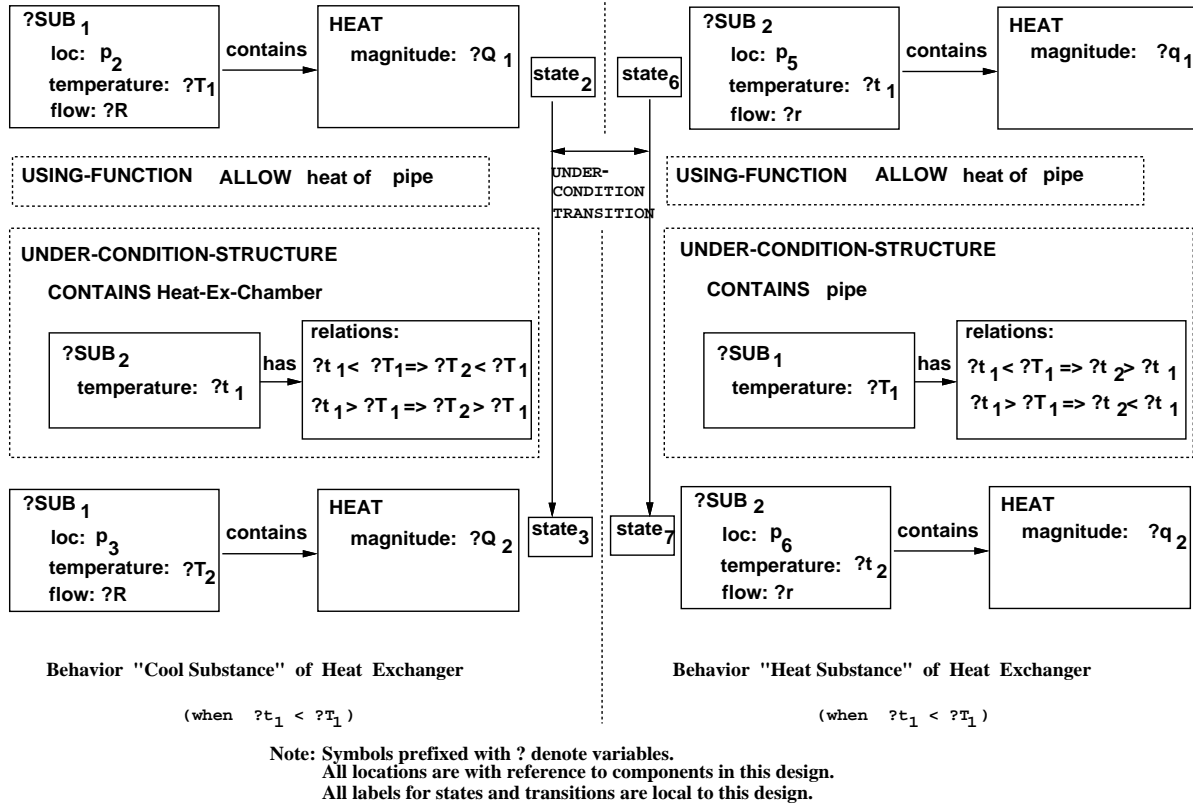 ?SUB 1
loc: p2
temperature: ?T1
flow: ?R
contains
HEAT
magnitude: ?Q 1
state2
state6
?SUB 2
loc: p5
temperature: ?t 1
flow: ?r
contains
HEAT
magnitude: ?q1
USING-FUNCTION ALLOW heat of pipe
UNDER-
CONDITION
TRANSITION
USING-FUNCTION ALLOW heat of pipe
UNDER-CONDITION-STRUCTURE
CONTAINS Heat-Ex-Chamber
?SUB 2
temperature: ?t 1
has
relations:
?t 1 < ?T1 => ?T2 < ?T1
?t 1 > ?T1 => ?T2 > ?T1
UNDER-CONDITION-STRUCTURE
CONTAINS pipe
?SUB1
temperature: ?T1
has
relations:
?t 1 < ?T1 => ?t 2 > ?t 1
?t 1 > ?T1 => ?t 2 < ?t 1
?SUB 1
loc: p3
temperature: ?T2
flow: ?R
contains
HEAT
magnitude: ?Q 2
state3
state7
?SUB 2
loc: p6
temperature: ?t 2
flow: ?r
contains
HEAT
magnitude: ?q2
Behavior "Cool Substance" of Heat Exchanger
(when ?t1 < ?T1)
Behavior "Heat Substance" of Heat Exchanger
(when ?t1 < ?T1)
Note: Symbols prefixed with ? denote variables.
All locations are with reference to components in this design.
All labels for states and transitions are local to this design.